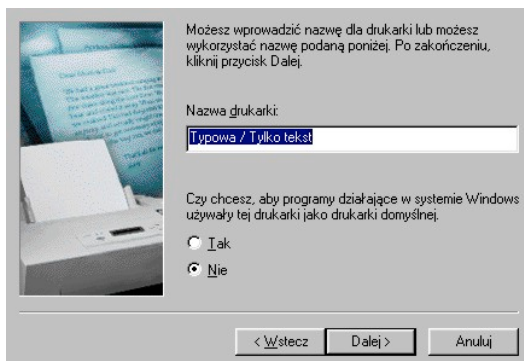 Możesz wprowadzić nazwę dla drukarki lub możesz
wykorzystać nazwę podaną poniżej. Po zakończeniu,
kliknij przycisk Dalej.
Nazwa drukarki:
Typowa / Tylko tekst
Czy chcesz, aby programy działające w systemie Windows
używały tej drukarki jako drukarki domyślnej.
Tak
Nie
< Wstecz
Dalej >
Anuluj